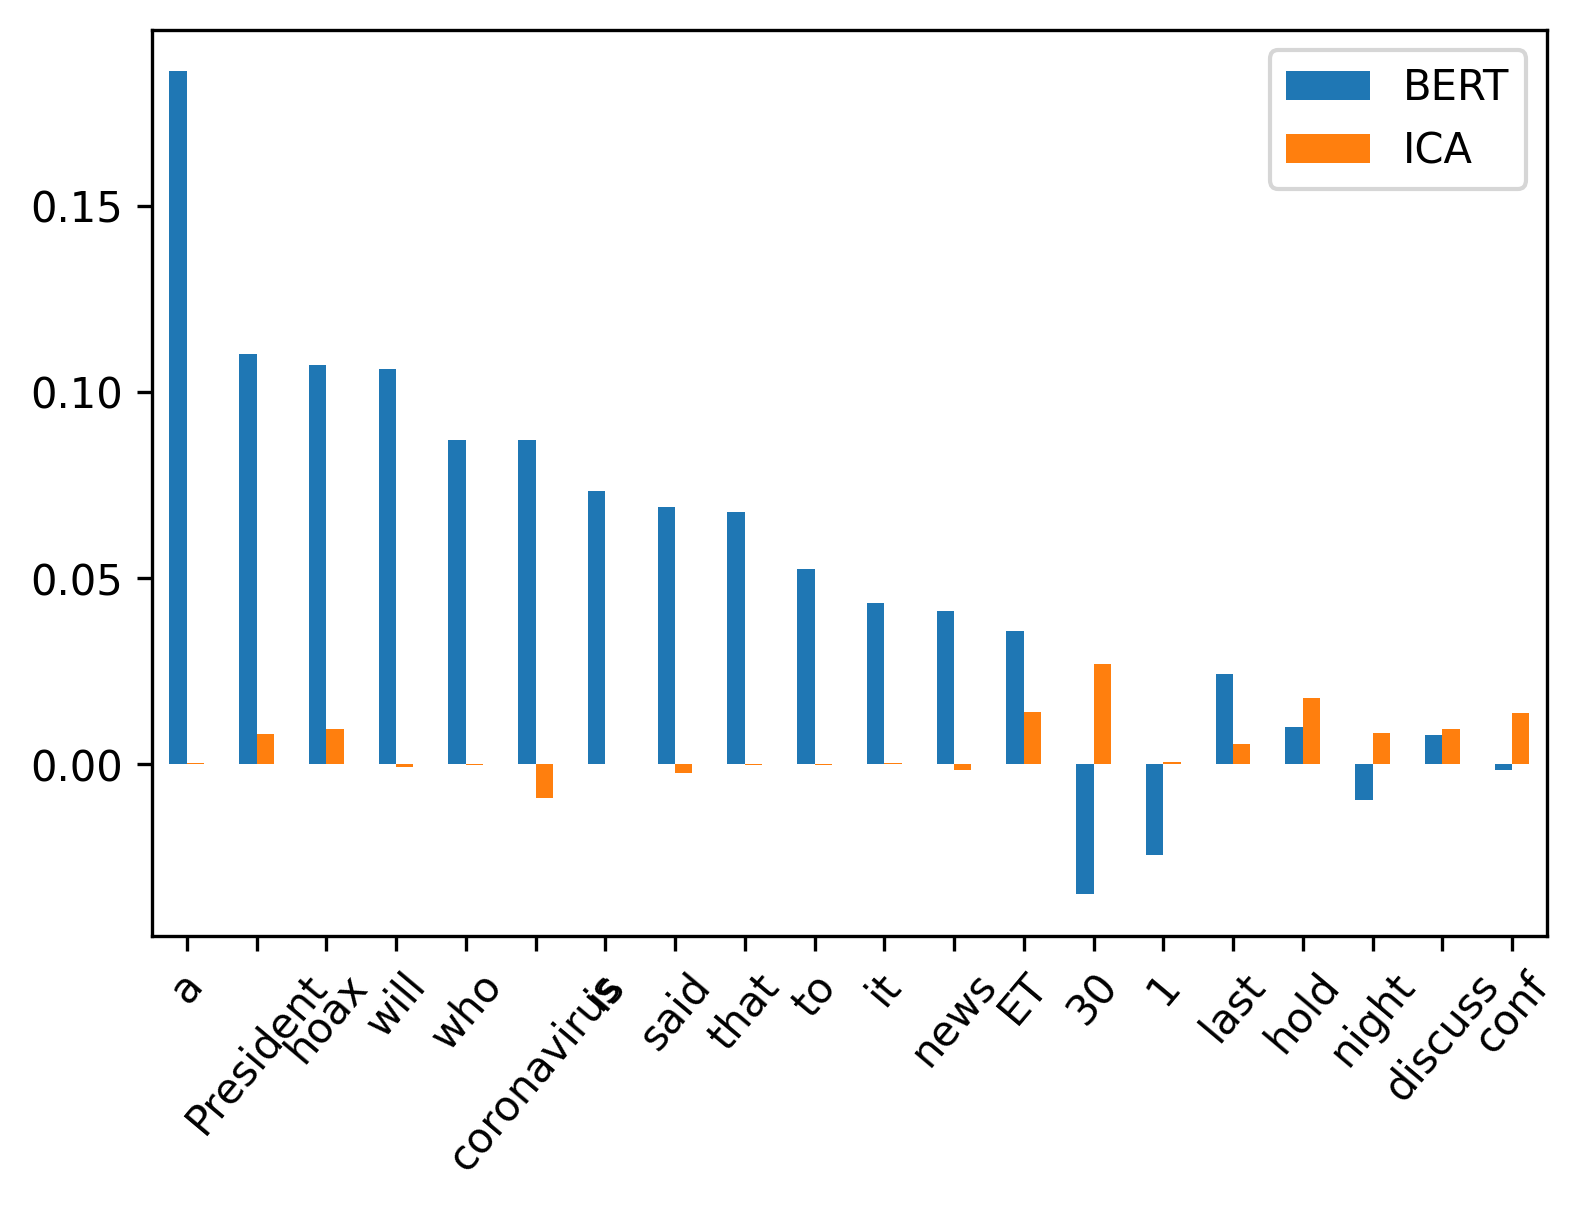 BERT
ICA
0.15
0.10
0.05
0.00
a
President
hoax
will
who
coronavirus
is
said
that
to
it
news
ET
30
1
last
hold
night
discuss
conf